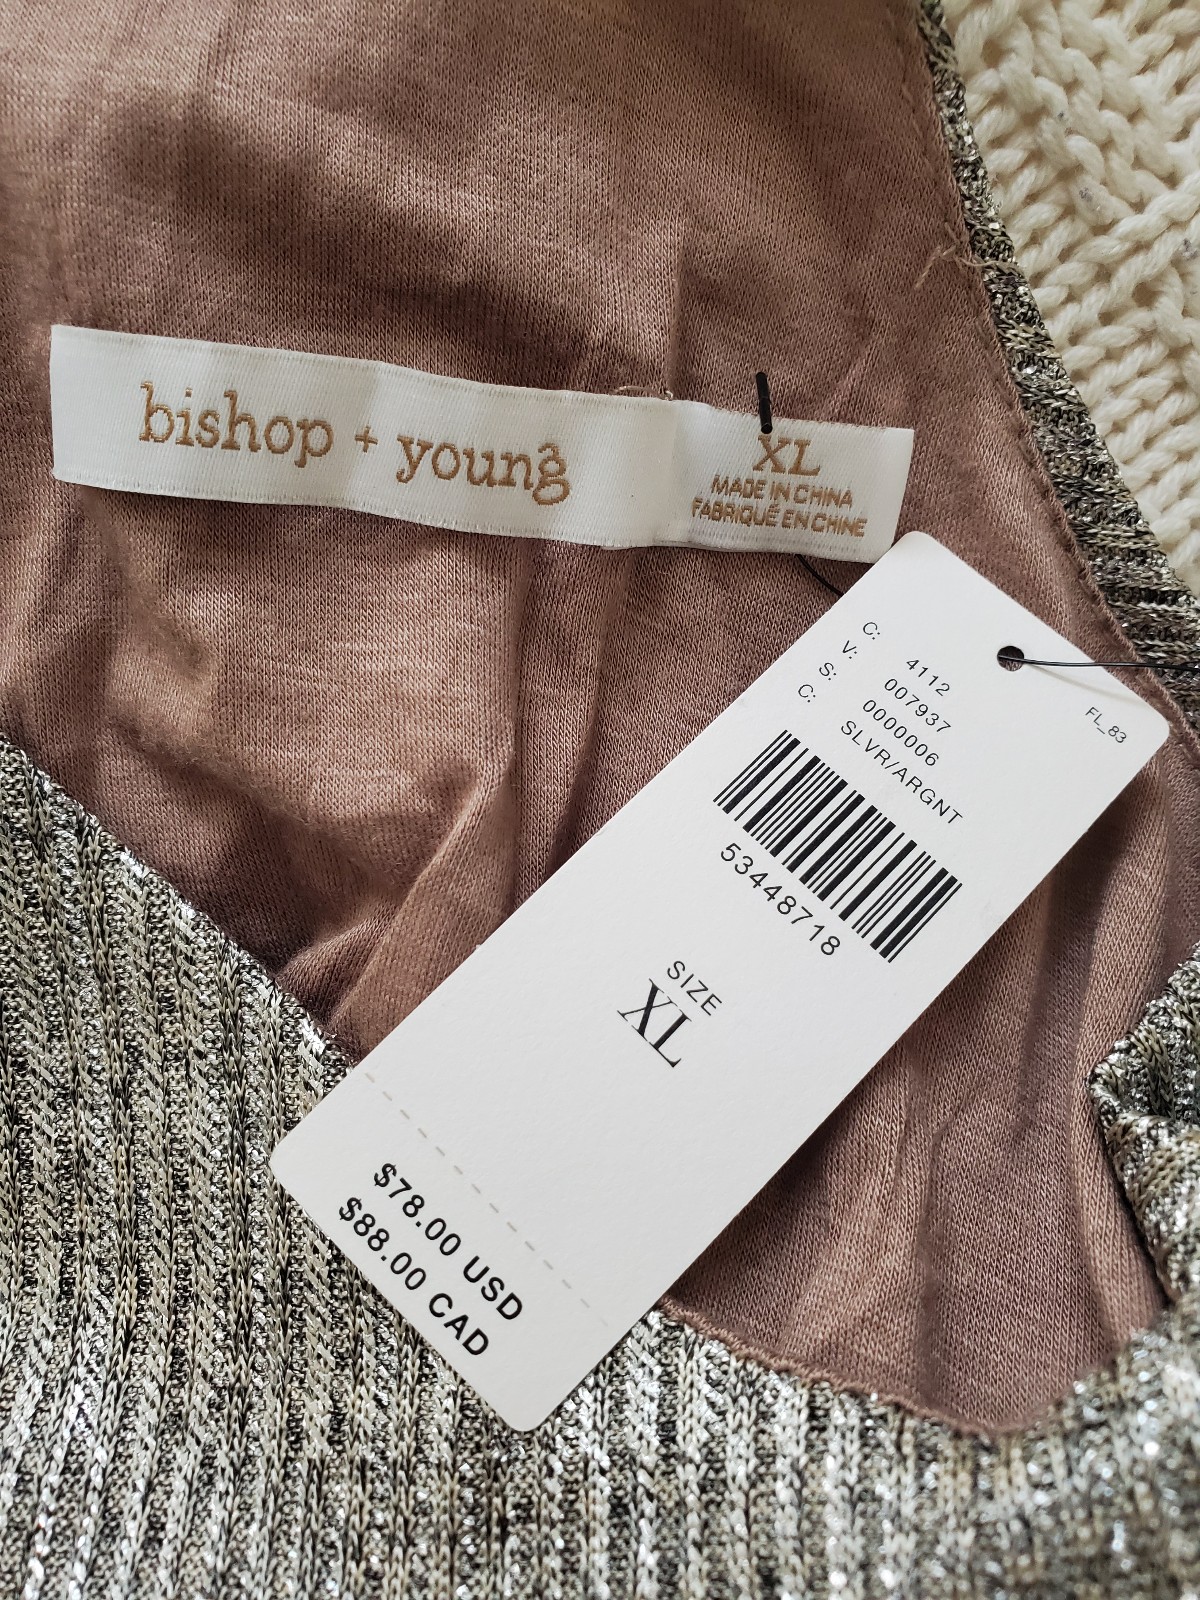 bishop + young
XL
MADE IN CHINA
FABRIQUÉ EN CHINE
FL_83
C: 4112
V: 007937
S: 0000006
C: SLVR/ARGNT
53448718
SIZE
XL
$78.00 USD
$88.00 CAD